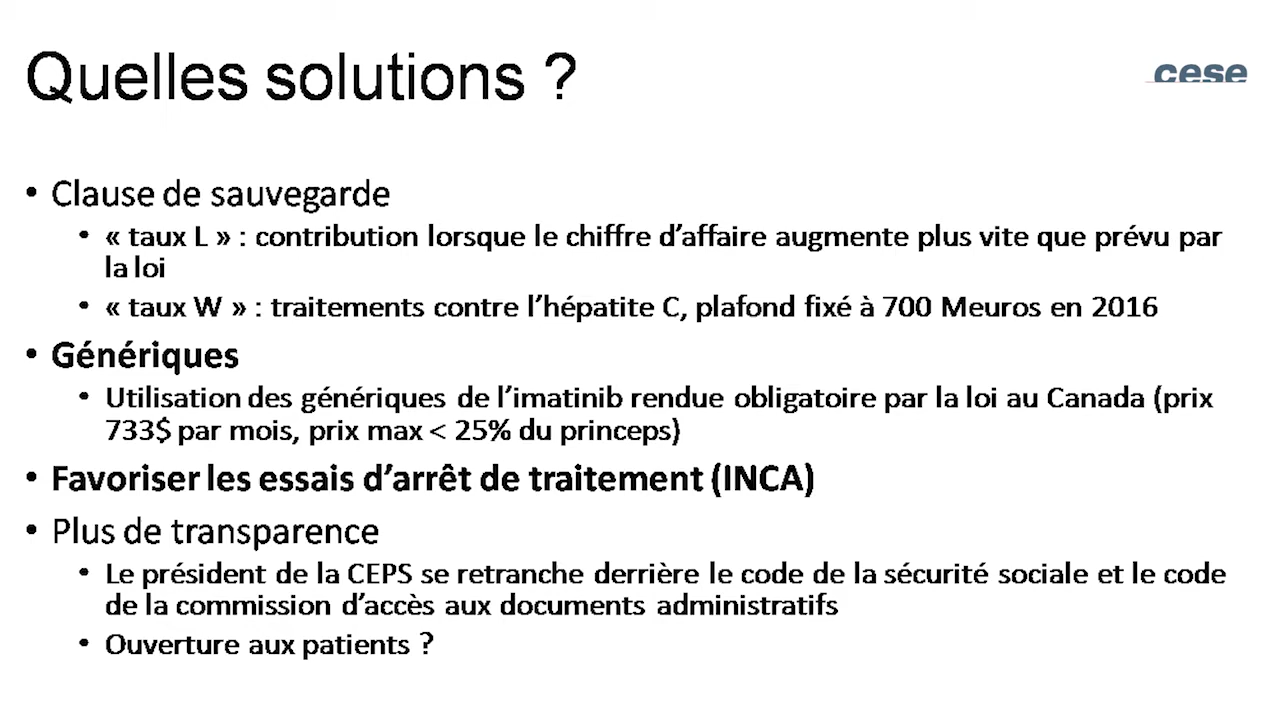 Quelles solutions ?
cese
• Clause de sauvegarde
• « taux L » : contribution lorsque le chiffre d’affaire augmente plus vite que prévu par
la loi
• « taux W » : traitements contre l’hépatite C, plafond fixé à 700 Meuros en 2016
• Génériques
• Utilisation des génériques de l’imatinib rendue obligatoire par la loi au Canada (prix
733$ par mois, prix max < 25% du princeps)
• Favoriser les essais d’arrêt de traitement (INCA)
• Plus de transparence
• Le président de la CEPS se retranche derrière le code de la sécurité sociale et le code
de la commission d’accès aux documents administratifs
• Ouverture aux patients ?